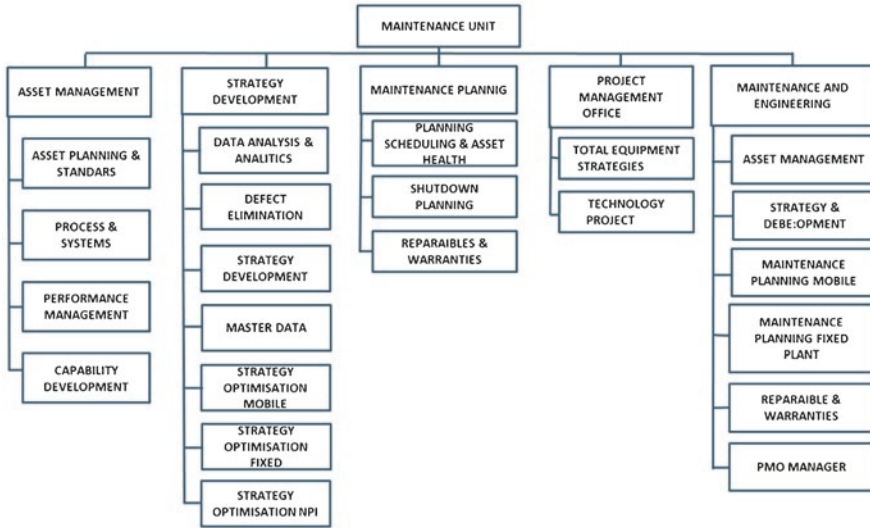 MAINTENANCE UNIT
ASSET MANAGEMENT
STRATEGY
DEVELOPMENT
MAINTENANCE PLANNIG
PROJECT
MANAGEMENT
OFFICE
MAINTENANCE AND
ENGINEERING
ASSET PLANNING &
STANDARS
PROCESS &
SYSTEMS
PERFORMANCE
MANAGEMENT
CAPABILITY
DEVELOPMENT
DATA ANALYSIS &
ANALITICS
DEFECT
ELIMINATION
STRATEGY
DEVELOPMENT
MASTER DATA
STRATEGY
OPTIMISATION
MOBILE
STRATEGY
OPTIMISATION
FIXED
STRATEGY
OPTIMISATION NPI
PLANNING
SCHEDULING & ASSET
HEALTH
SHUTDOWN
PLANNING
REPARAIBLES &
WARRANTIES
TOTAL EQUIPMENT
STRATEGIES
TECHNOLOGY
PROJECT
ASSET MANAGEMENT
STRATEGY &
DEBE:OPMENT
MAINTENANCE
PLANNING MOBILE
MAINTENANCE
PLANNING FIXED
PLANT
REPARAIBLE &
WARRANTIES
PMO MANAGER